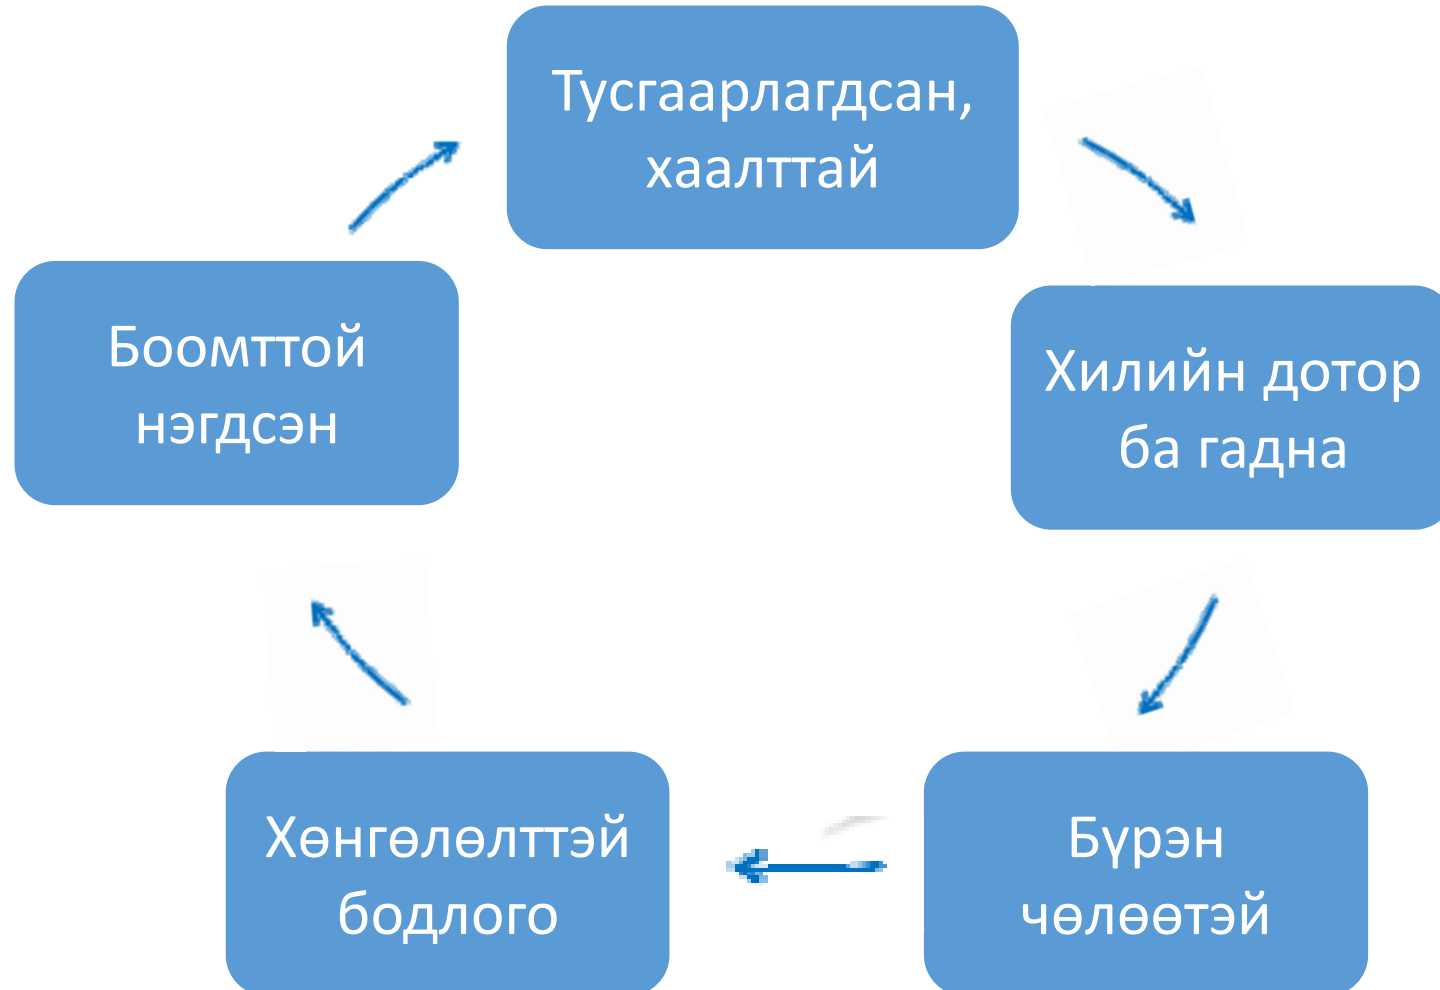 Тусгаарлагдсан,
хаалттай
Хилийн дотор
ба гадна
Бүрэн
чөлөөтэй
Хөнгөлөлттэй
бодлого
Боомттой
нэгдсэн